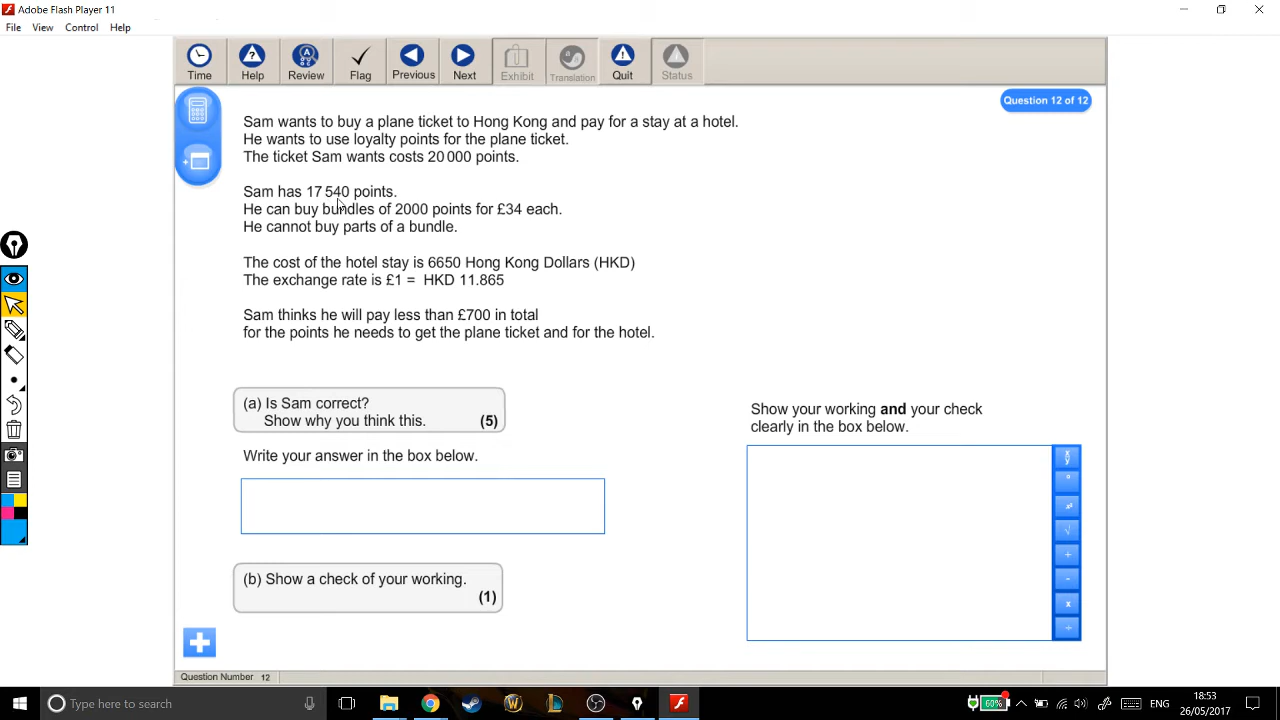 Adobe Flash Player 11
File View Control Help
Time Help Review Flag Previous Next Exhibit Translation Quit Status
Question 12 of 12
Sam wants to buy a plane ticket to Hong Kong and pay for a stay at a hotel.
He wants to use loyalty points for the plane ticket.
The ticket Sam wants costs 20 000 points.
Sam has 17 540 points.
He can buy bundles of 2000 points for £34 each.
He cannot buy parts of a bundle.
The cost of the hotel stay is 6650 Hong Kong Dollars (HKD)
The exchange rate is £1 = HKD 11.865
Sam thinks he will pay less than £700 in total
for the points he needs to get the plane ticket and for the hotel.
(a) Is Sam correct?
Show why you think this. (5)
Write your answer in the box below.
(b) Show a check of your working.
(1)
Show your working and your check
clearly in the box below.
x
y
°
x²
√
+
-
x
÷
Question Number 12
Type here to search
60%
ENG
18:53
26/05/2017